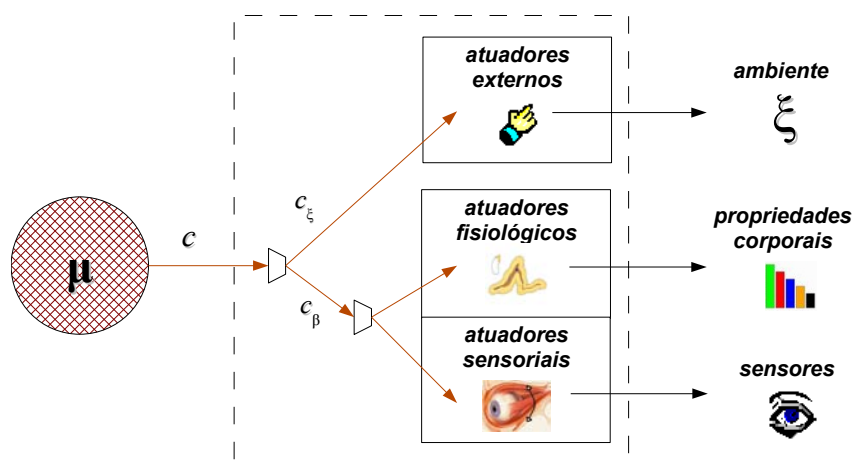 atuadores
externos
ambiente
ξ
c
ξ
μ
c
atuadores
fisiológicos
propriedades
corporais
c
β
atuadores
sensoriais
sensores